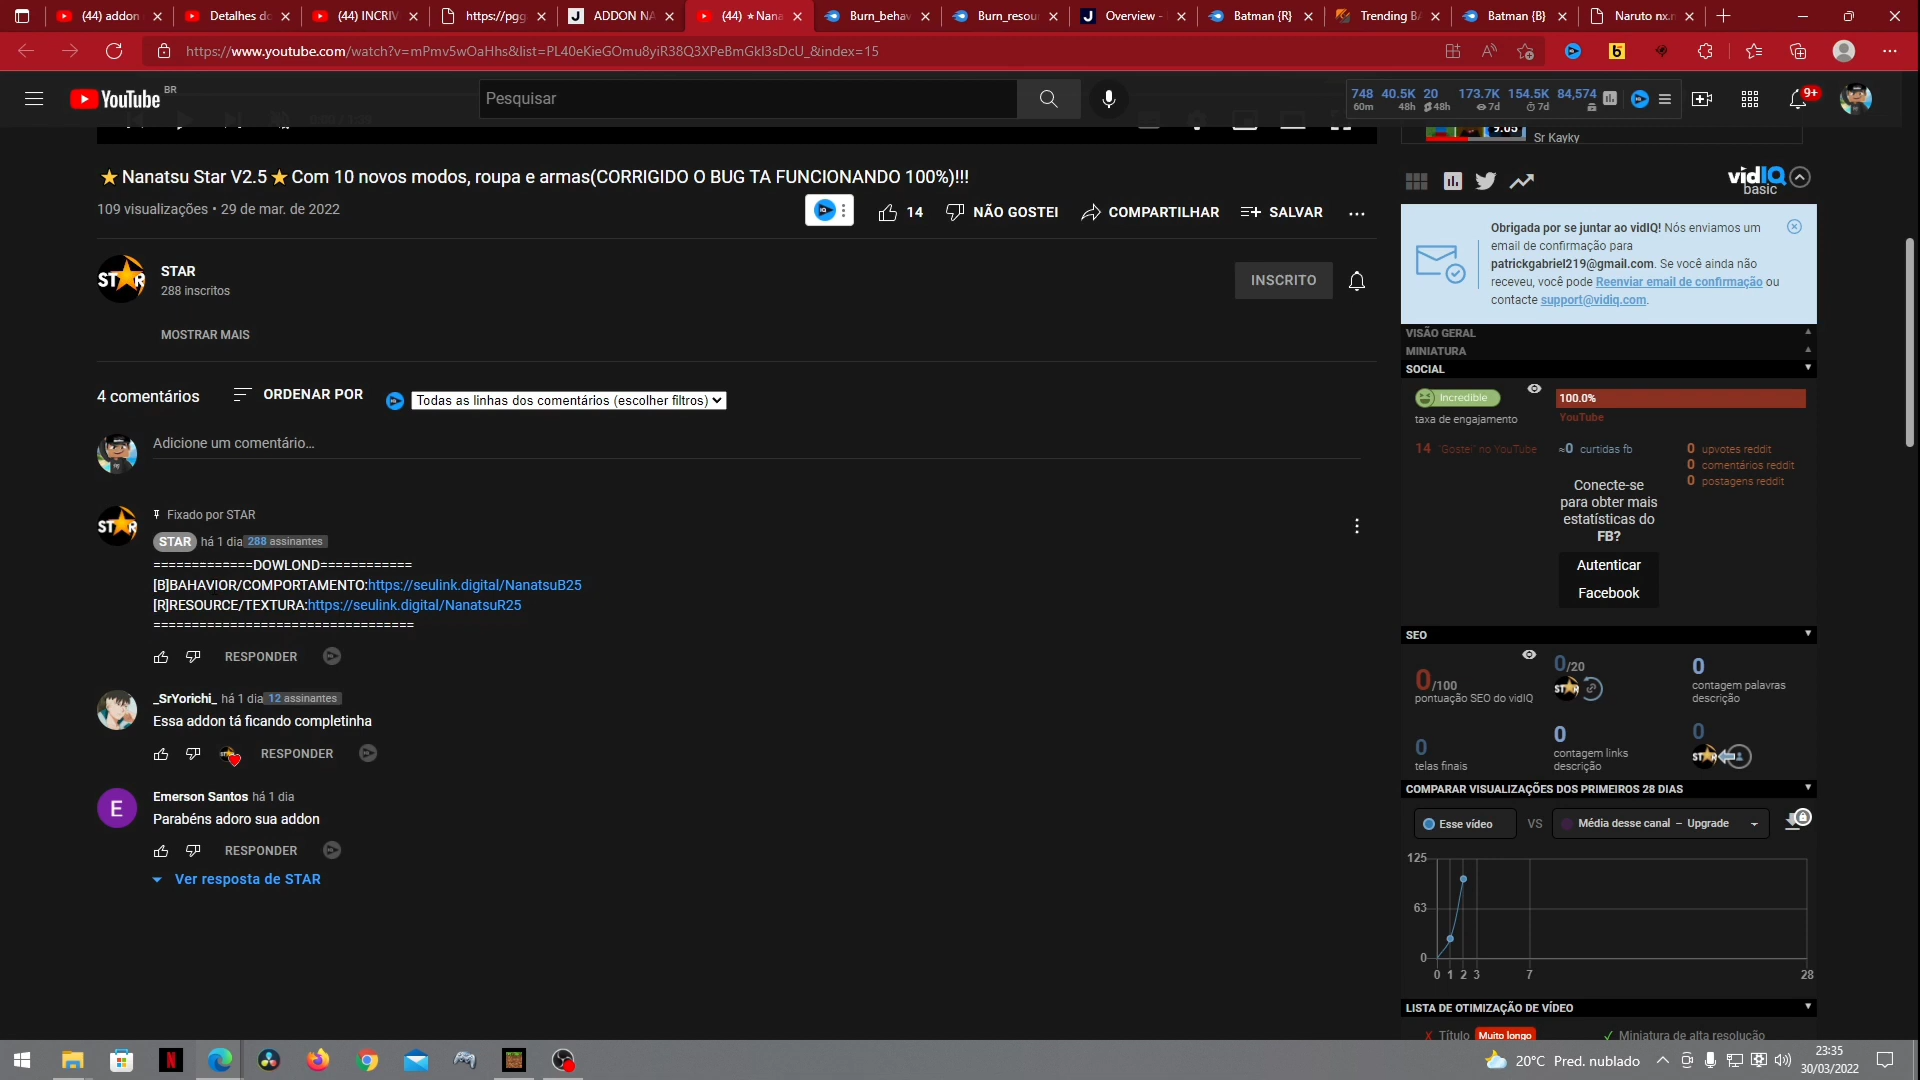 (44) addon
Detalhes do
(44) INCRIV
https://pgg
ADDON NA
(44) ★Nana
Burn_behav
Burn_resou
Overview -
Batman {R}
Trending BA
Batman {B}
Naruto nx.n
https://www.youtube.com/watch?v=mPmv5wOaHhs&list=PL40eKieGOmu8yiR38Q3XPeBmGkI3sDcU_&index=15
YouTube BR
Pesquisar
748 40.5K 20 173.7K 154.5K 84,574
60m 48h 48h 7d 7d
9+
9:05
Sr Kayky
⭐Nanatsu Star V2.5⭐Com 10 novos modos, roupa e armas(CORRIGIDO O BUG TA FUNCIONANDO 100%)!!!
109 visualizações • 29 de mar. de 2022
14 NÃO GOSTEI COMPARTILHAR SALVAR
STAR
288 inscritos
INSCRITO
MOSTRAR MAIS
4 comentários ORDENAR POR Todas as linhas dos comentários (escolher filtros)
Adicione um comentário...
Fixado por STAR
STAR há 1 dia 288 assinantes
=============DOWLOND============
[B]BAHAVIOR/COMPORTAMENTO:https://seulink.digital/NanatsuB25
[R]RESOURCE/TEXTURA:https://seulink.digital/NanatsuR25
==================================
RESPONDER
_SrYorichi_ há 1 dia 12 assinantes
Essa addon tá ficando completinha
RESPONDER
Emerson Santos há 1 dia
E
Parabéns adoro sua addon
RESPONDER
Ver resposta de STAR
vidIQ
basic
Obrigada por se juntar ao vidIQ! Nós enviamos um
email de confirmação para
patrickgabriel219@gmail.com. Se você ainda não
receveu, você pode Reenviar email de confirmação ou
contacte support@vidiq.com.
VISÃO GERAL
MINIATURA
SOCIAL
Incredible
taxa de engajamento
100.0%
YouTube
14 "Gostei" no YouTube
≈0 curtidas fb
0 upvotes reddit
0 comentários reddit
0 postagens reddit
Conecte-se
para obter mais
estatísticas do
FB?
Autenticar
Facebook
SEO
0/100
pontuação SEO do vidIQ
0/20
0
contagem palavras
descrição
0
telas finais
0
contagem links
descrição
0
COMPARAR VISUALIZAÇÕES DOS PRIMEIROS 28 DIAS
Esse vídeo VS Média desse canal – Upgrade
125
63
0
0 1 2 3 7 28
LISTA DE OTIMIZAÇÃO DE VÍDEO
Título Muito longo
Miniatura de alta resolução
20°C Pred. nublado
23:35
30/03/2022